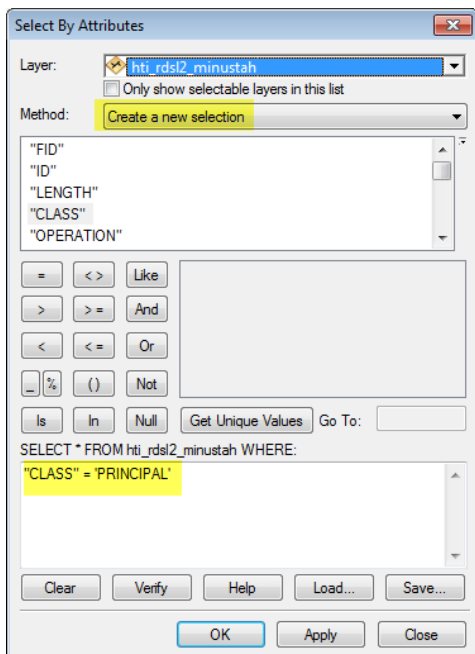 Select By Attributes
Layer: hti_rdsl2_minustah
Only show selectable layers in this list
Method: Create a new selection
"FID"
"ID"
"LENGTH"
"CLASS"
"OPERATION"
= < > Like
> > = And
< < = Or
_ % () Not
Is In Null Get Unique Values Go To:
SELECT * FROM hti_rdsl2_minustah WHERE:
"CLASS" = 'PRINCIPAL'
Clear Verify Help Load... Save...
OK Apply Close